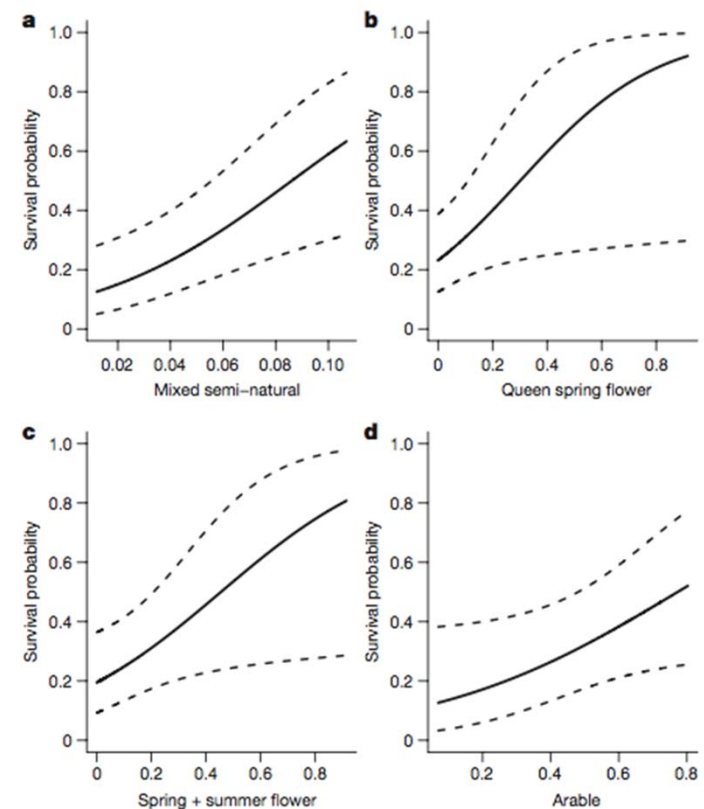 a
1.0
0.8
0.6
0.4
0.2
0
Survival probability
0.02 0.04 0.06 0.08 0.10
Mixed semi–natural
b
1.0
0.8
0.6
0.4
0.2
0
Survival probability
0 0.2 0.4 0.6 0.8
Queen spring flower
c
1.0
0.8
0.6
0.4
0.2
0
Survival probability
0 0.2 0.4 0.6 0.8
Spring + summer flower
d
1.0
0.8
0.6
0.4
0.2
0
Survival probability
0.2 0.4 0.6 0.8
Arable